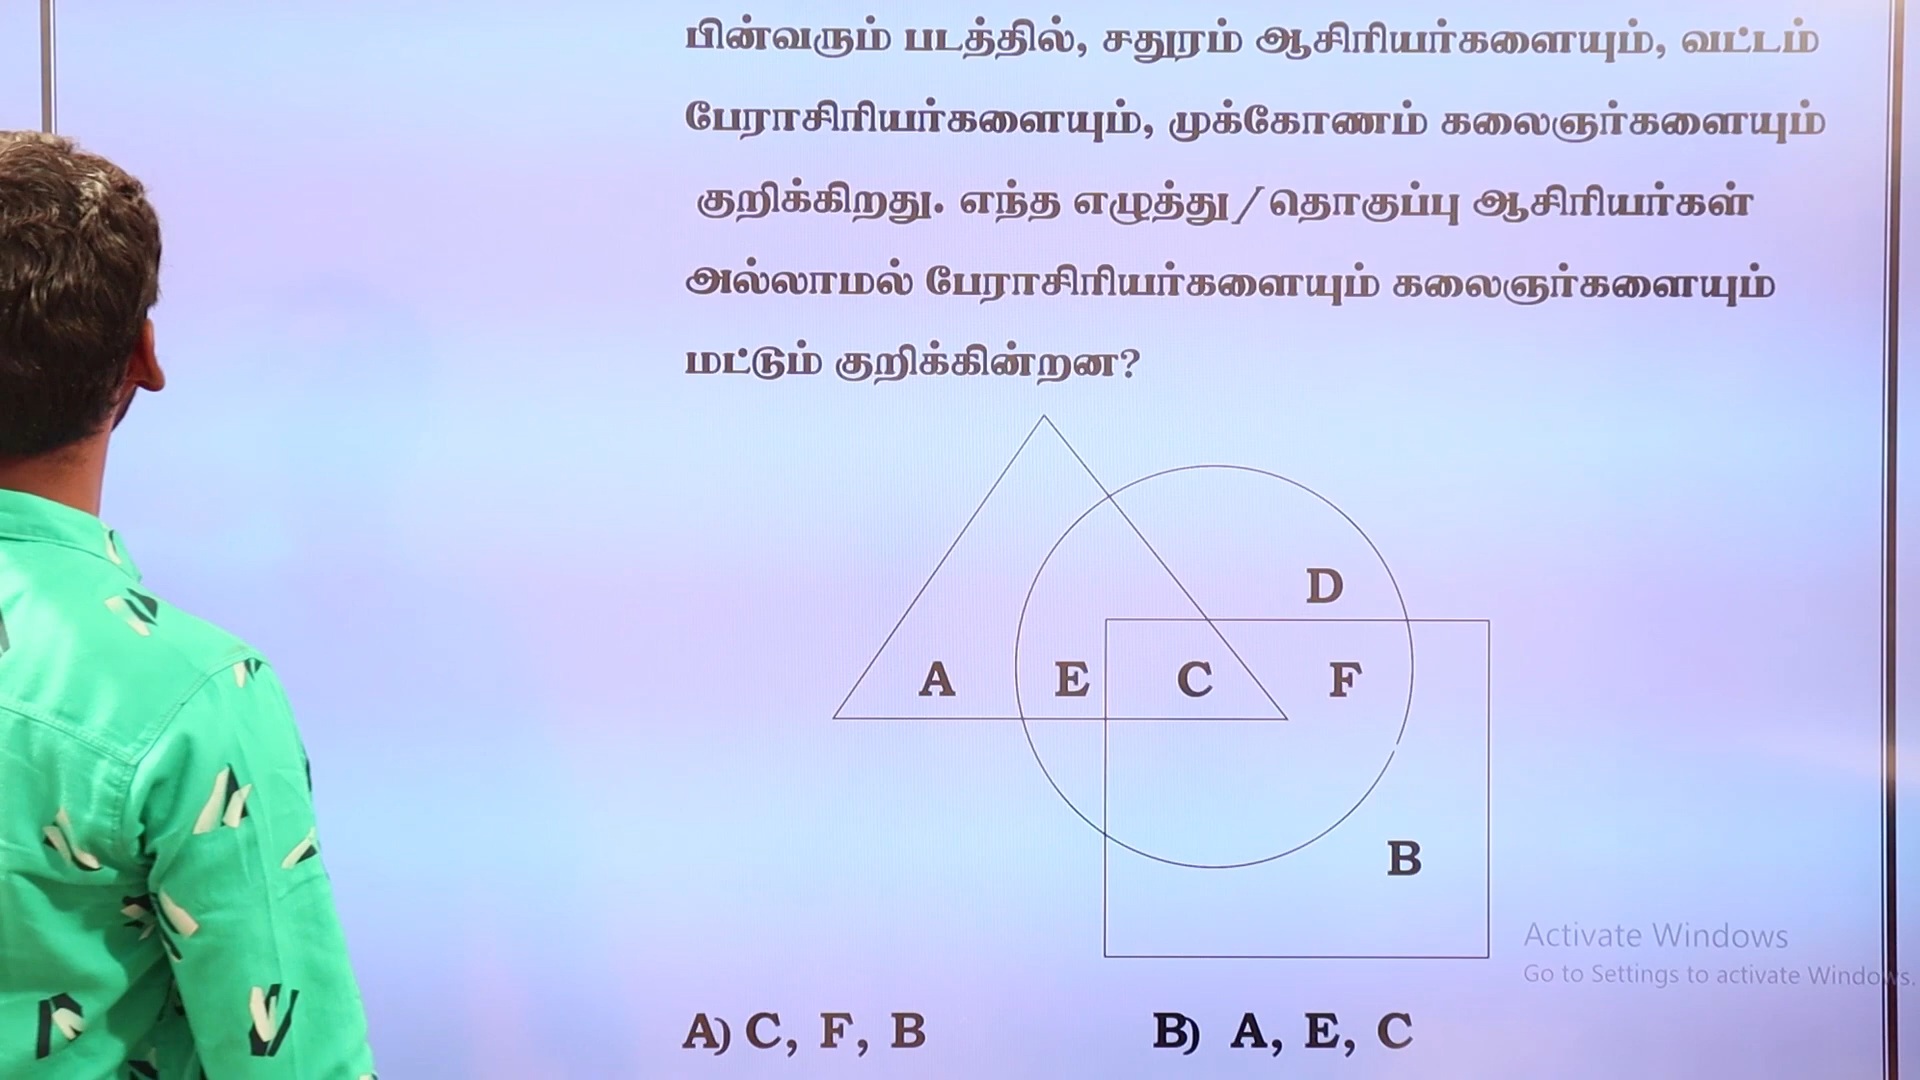 பின்வரும் படத்தில், சதுரம் ஆசிரியர்களையும், வட்டம்
பேராசிரியர்களையும், முக்கோணம் கலைஞர்களையும்
குறிக்கிறது. எந்த எழுத்து/தொகுப்பு ஆசிரியர்கள்
அல்லாமல் பேராசிரியர்களையும் கலைஞர்களையும்
மட்டும் குறிக்கின்றன?
D
A E C F
B
Activate Windows
Go to Settings to activate Windows.
A) C, F, B B) A, E, C